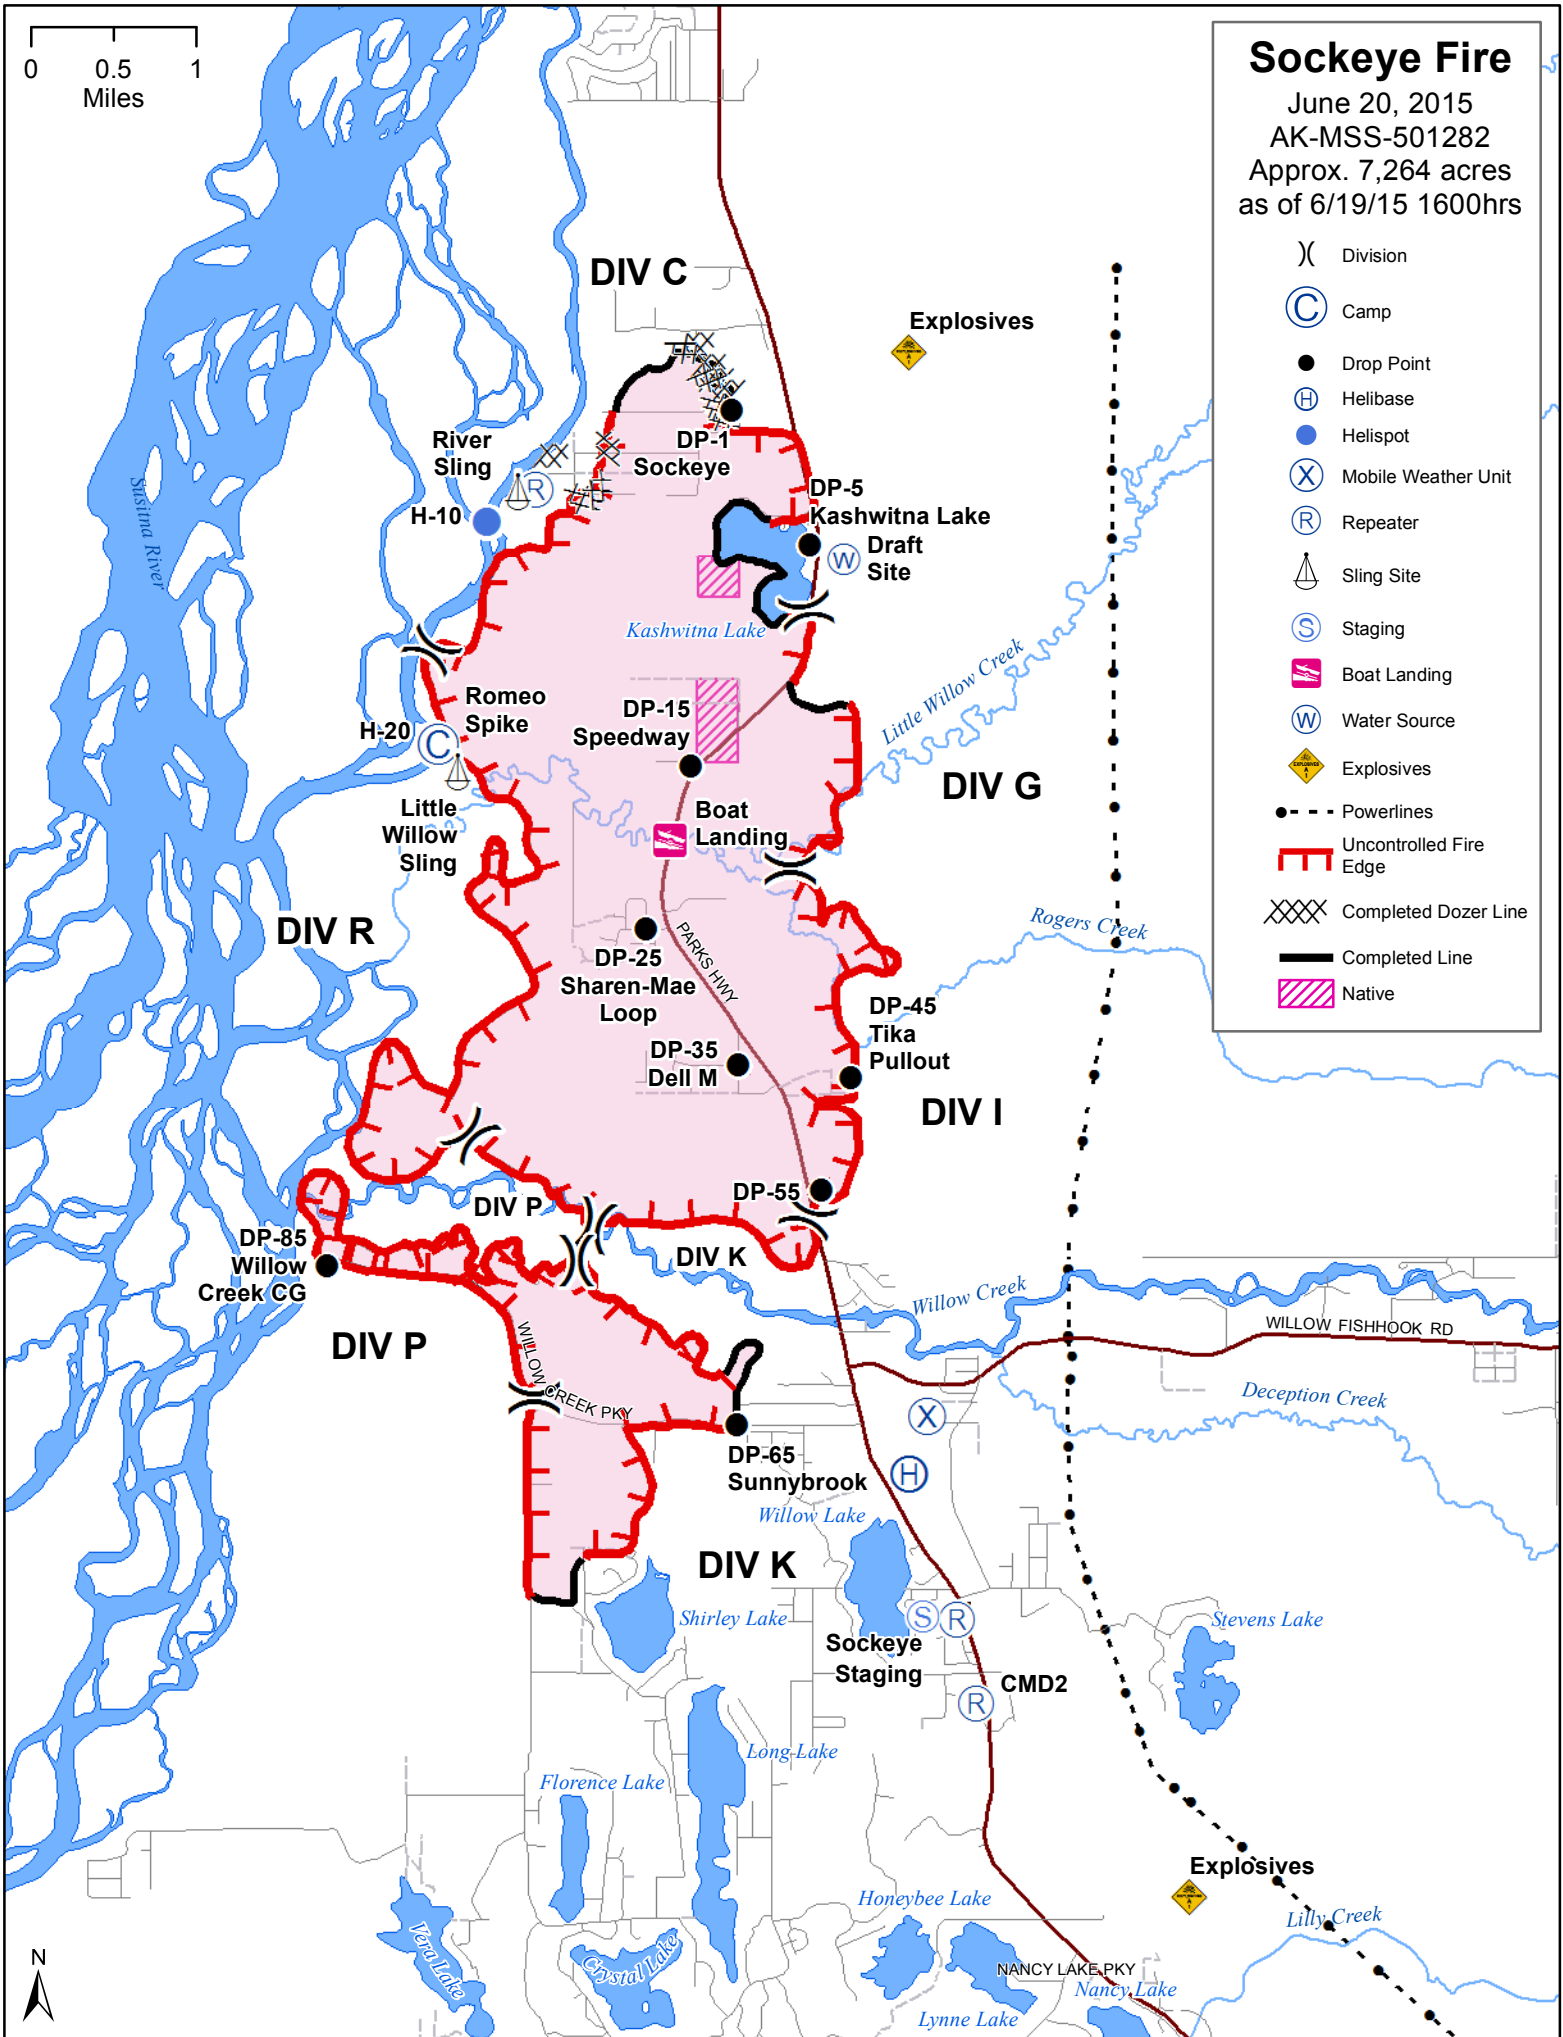 0 0.5 1
Miles
Sockeye Fire
June 20, 2015
AK-MSS-501282
Approx. 7,264 acres
as of 6/19/15 1600hrs
)( Division
C Camp
Drop Point
H Helibase
Helispot
X Mobile Weather Unit
R Repeater
Sling Site
S Staging
Boat Landing
W Water Source
Explosives
Powerlines
Uncontrolled Fire
Edge
Completed Dozer Line
Completed Line
Native
DIV C
Explosives
River
Sling
R
H-10
DP-1
Sockeye
DP-5
Kashwitna Lake
Draft
Site
W
Susitna River
Kashwitna Lake
Little Willow Creek
Romeo
Spike
H-20
C
DP-15
Speedway
DIV G
Little
Willow
Sling
Boat
Landing
DIV R
Rogers Creek
PARKS HWY
DP-25
Sharen-Mae
Loop
DP-45
Tika
Pullout
DP-35
Dell M
DIV I
DP-55
DIV P
DP-85
Willow
Creek CG
DIV K
Willow Creek
WILLOW FISHHOOK RD
DIV P
WILLOW CREEK PKY
Deception Creek
X
DP-65
Sunnybrook
H
Willow Lake
DIV K
Shirley Lake
S R
Sockeye
Staging
Stevens Lake
CMD2
R
Long Lake
Florence Lake
Explosives
Honeybee Lake
Lilly Creek
Vera Lake
Crystal Lake
NANCY LAKE PKY
Nancy Lake
Lynne Lake
N